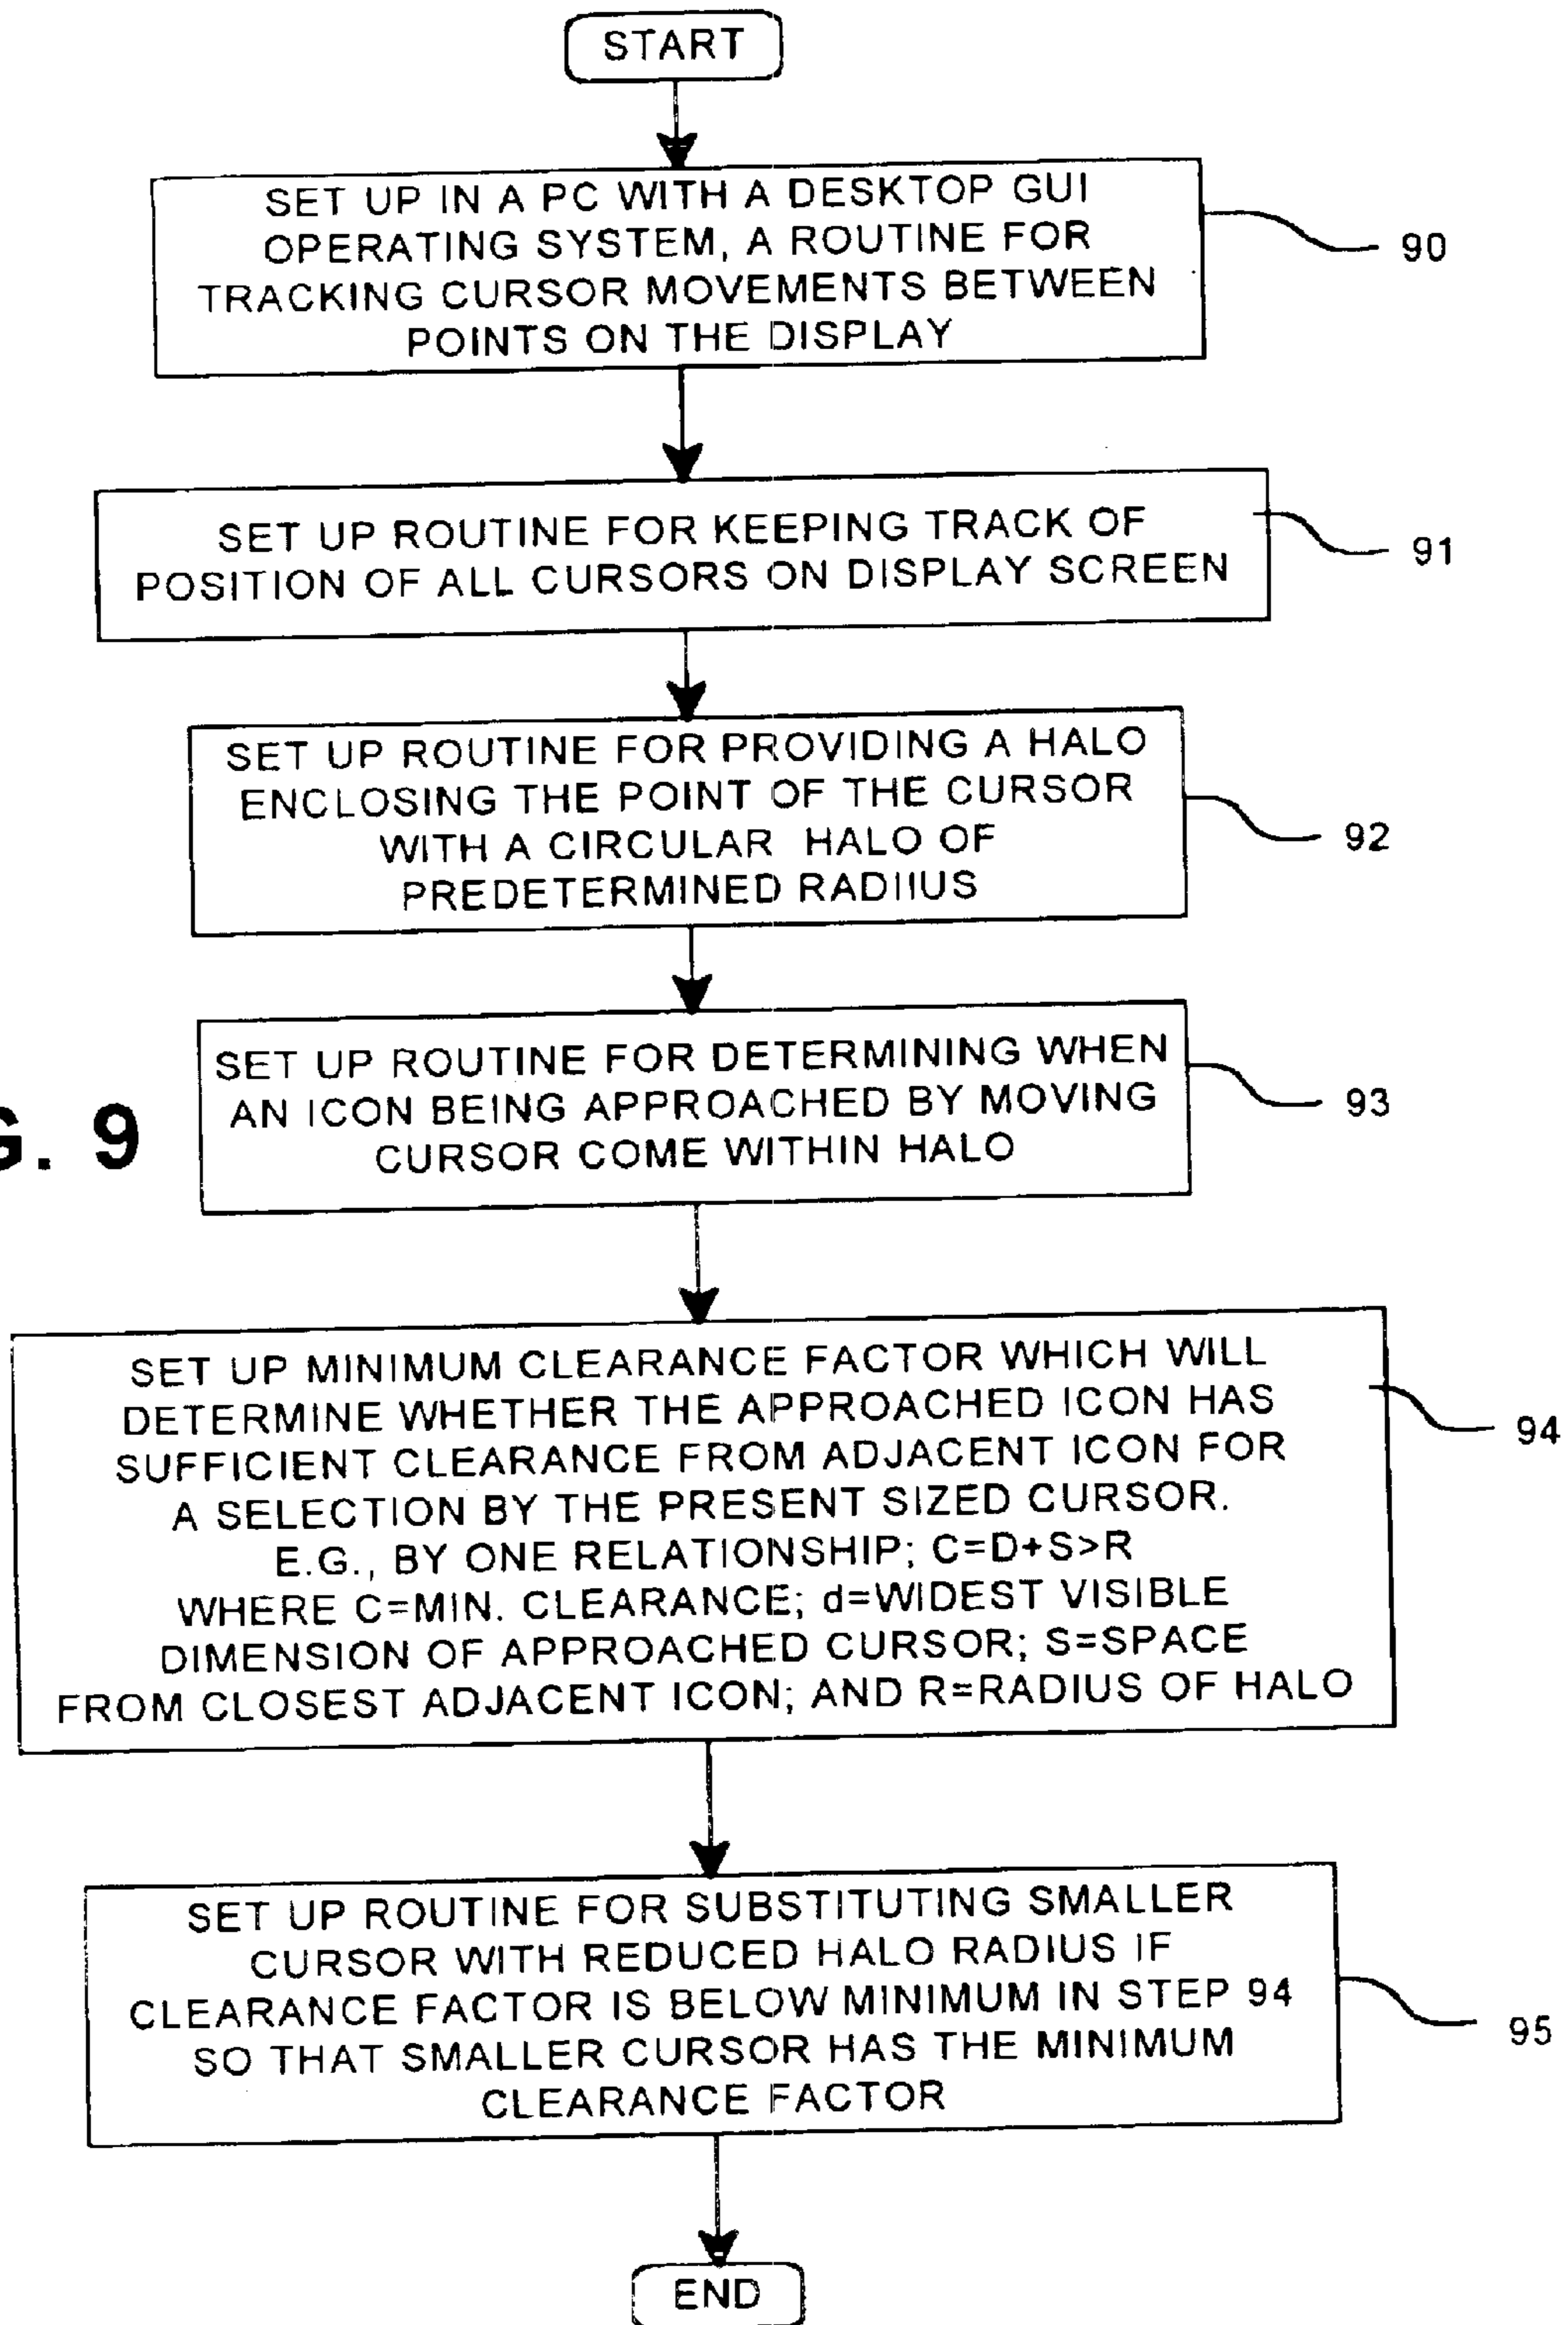 START
SET UP IN A PC WITH A DESKTOP GUI
OPERATING SYSTEM, A ROUTINE FOR
TRACKING CURSOR MOVEMENTS BETWEEN
POINTS ON THE DISPLAY
90
SET UP ROUTINE FOR KEEPING TRACK OF
POSITION OF ALL CURSORS ON DISPLAY SCREEN
91
SET UP ROUTINE FOR PROVIDING A HALO
ENCLOSING THE POINT OF THE CURSOR
WITH A CIRCULAR HALO OF
PREDETERMINED RADIIUS
92
G. 9
SET UP ROUTINE FOR DETERMINING WHEN
AN ICON BEING APPROACHED BY MOVING
CURSOR COME WITHIN HALO
93
SET UP MINIMUM CLEARANCE FACTOR WHICH WILL
DETERMINE WHETHER THE APPROACHED ICON HAS
SUFFICIENT CLEARANCE FROM ADJACENT ICON FOR
A SELECTION BY THE PRESENT SIZED CURSOR.
E.G., BY ONE RELATIONSHIP; C=D+S>R
WHERE C=MIN. CLEARANCE; d=WIDEST VISIBLE
DIMENSION OF APPROACHED CURSOR; S=SPACE
FROM CLOSEST ADJACENT ICON; AND R=RADIUS OF HALO
94
SET UP ROUTINE FOR SUBSTITUTING SMALLER
CURSOR WITH REDUCED HALO RADIUS IF
CLEARANCE FACTOR IS BELOW MINIMUM IN STEP 94
SO THAT SMALLER CURSOR HAS THE MINIMUM
CLEARANCE FACTOR
95
END